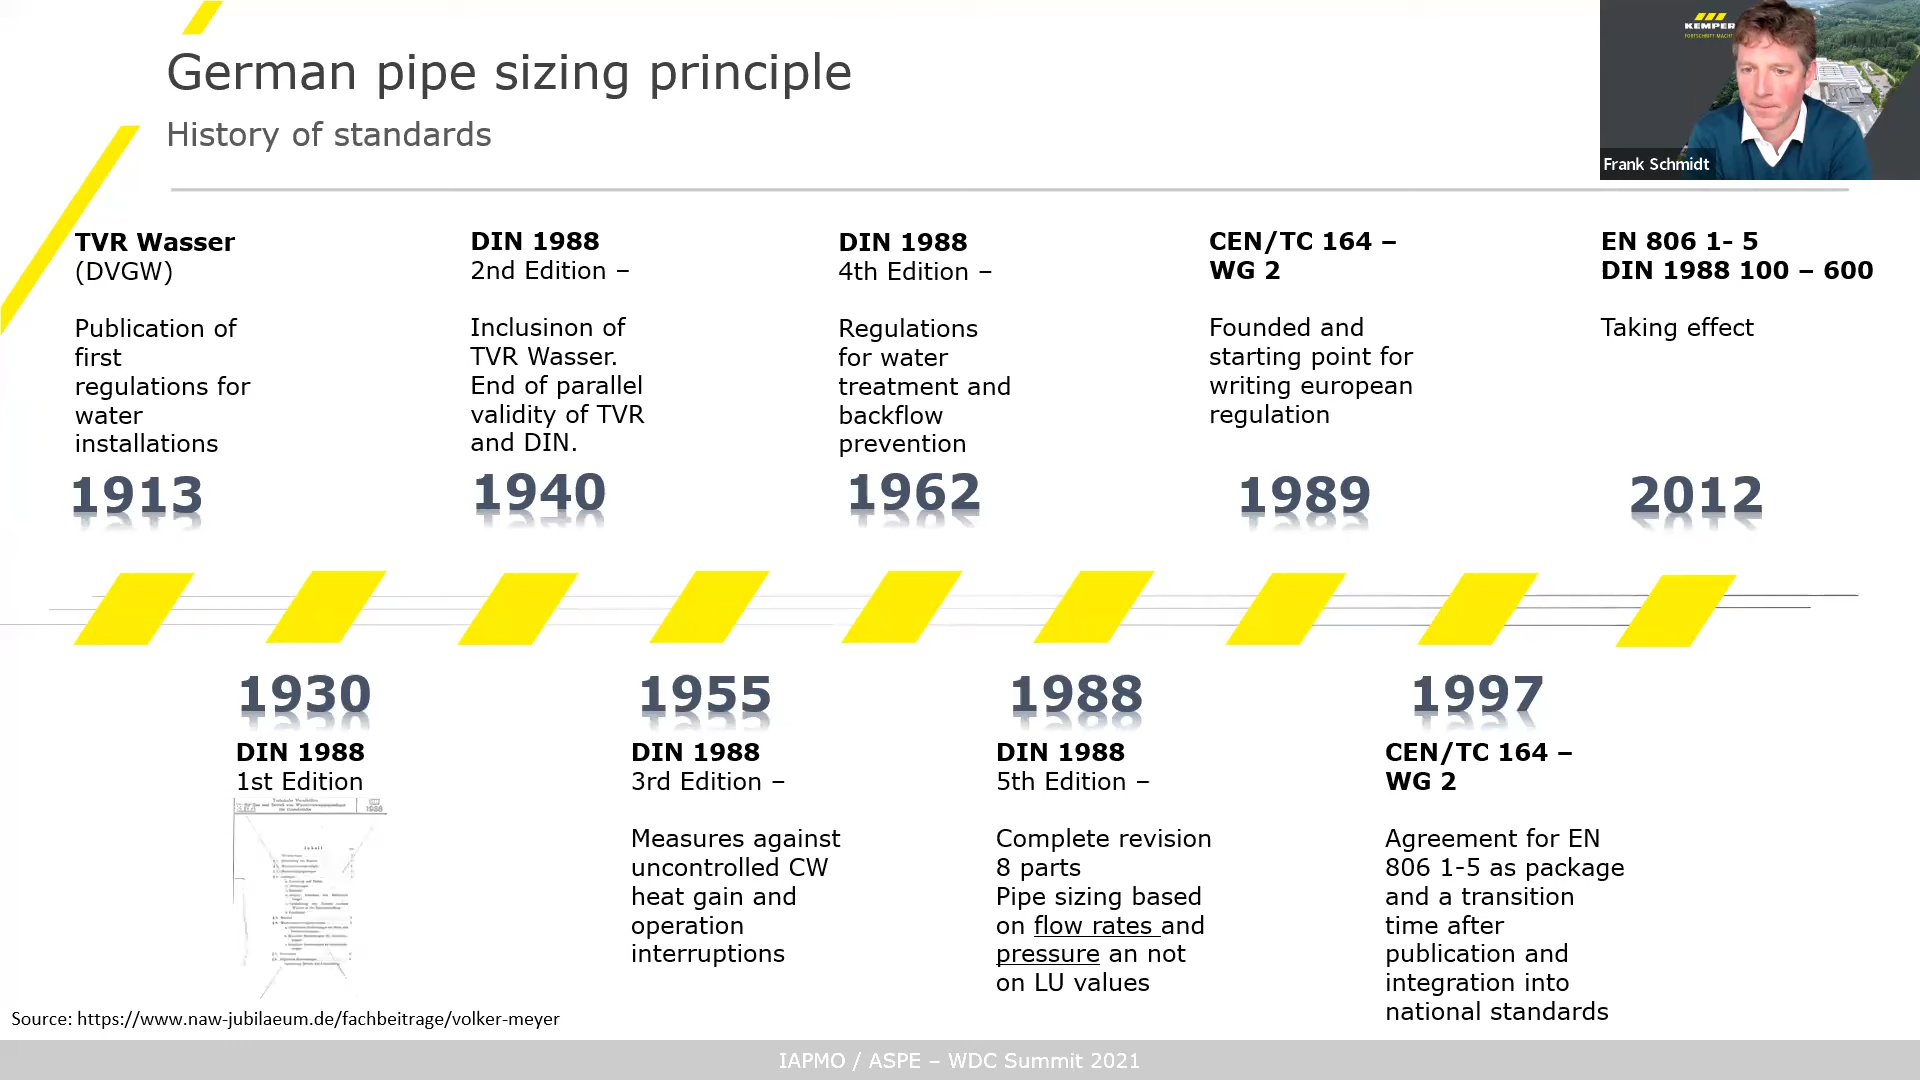 German pipe sizing principle
History of standards
KEMPER
Frank Schmidt
TVR Wasser
(DVGW)
Publication of
first
regulations for
water
installations
1913
DIN 1988
2nd Edition –
Inclusinon of
TVR Wasser.
End of parallel
validity of TVR
and DIN.
1940
DIN 1988
4th Edition –
Regulations
for water
treatment and
backflow
prevention
1962
CEN/TC 164 –
WG 2
Founded and
starting point for
writing european
regulation
1989
EN 806 1- 5
DIN 1988 100 – 600
Taking effect
2012
1930
DIN 1988
1st Edition
1955
DIN 1988
3rd Edition –
Measures against
uncontrolled CW
heat gain and
operation
interruptions
1988
DIN 1988
5th Edition –
Complete revision
8 parts
Pipe sizing based
on flow rates and
pressure an not
on LU values
1997
CEN/TC 164 –
WG 2
Agreement for EN
806 1-5 as package
and a transition
time after
publication and
integration into
national standards
Source: https://www.naw-jubilaeum.de/fachbeitrage/volker-meyer
IAPMO / ASPE – WDC Summit 2021